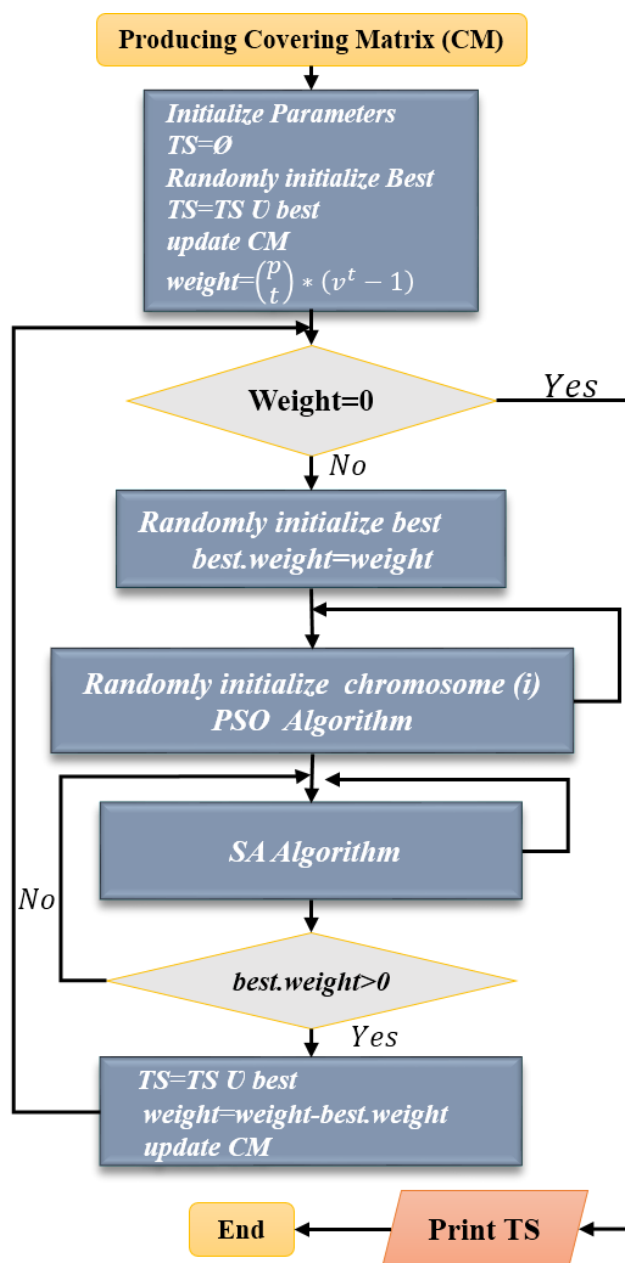 Producing Covering Matrix (CM)
Initialize Parameters
TS=Ø
Randomly initialize Best
TS=TS U best
update CM
weight=(p t) * (v^t − 1)
Weight=0
Yes
No
Randomly initialize best
best.weight=weight
Randomly initialize chromosome (i)
PSO Algorithm
SA Algorithm
No
best.weight>0
Yes
TS=TS U best
weight=weight-best.weight
update CM
End
Print TS